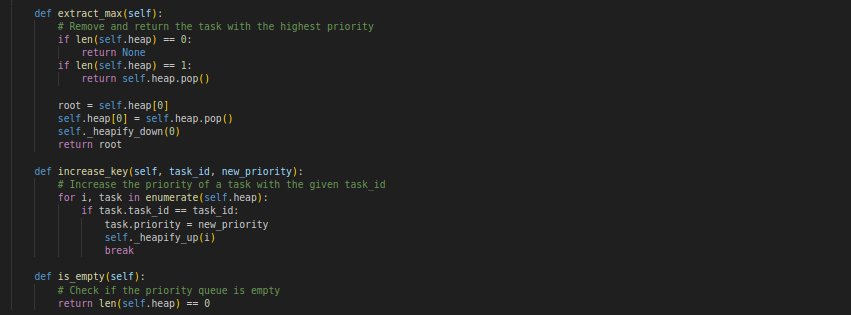 def extract_max(self):
    # Remove and return the task with the highest priority
    if len(self.heap) == 0:
        return None
    if len(self.heap) == 1:
        return self.heap.pop()
    root = self.heap[0]
    self.heap[0] = self.heap.pop()
    self._heapify_down(0)
    return root
def increase_key(self, task_id, new_priority):
    # Increase the priority of a task with the given task_id
    for i, task in enumerate(self.heap):
        if task.task_id == task_id:
            task.priority = new_priority
            self._heapify_up(i)
            break
def is_empty(self):
    # Check if the priority queue is empty
    return len(self.heap) == 0